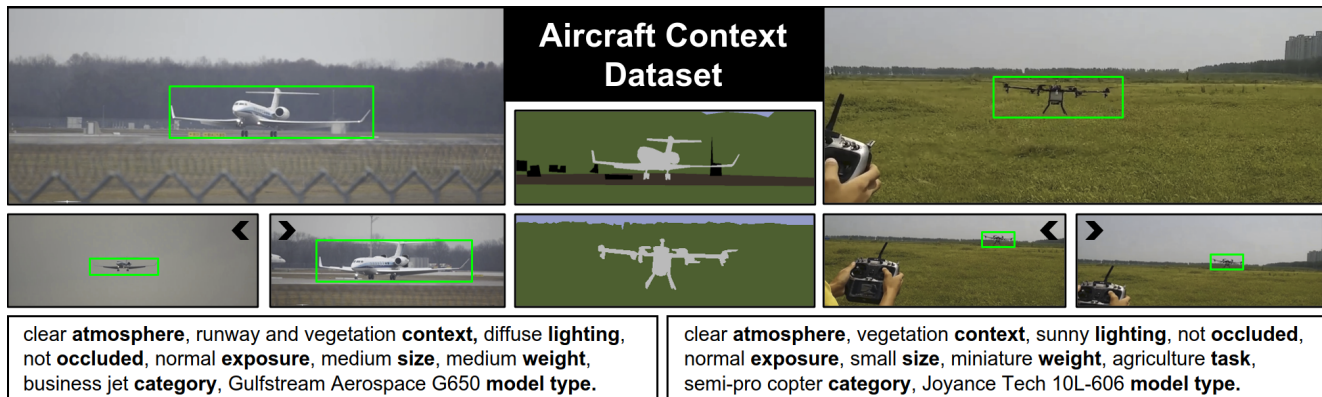 Aircraft Context
Dataset
clear atmosphere, runway and vegetation context, diffuse lighting,
not occluded, normal exposure, medium size, medium weight,
business jet category, Gulfstream Aerospace G650 model type.
clear atmosphere, vegetation context, sunny lighting, not occluded,
normal exposure, small size, miniature weight, agriculture task,
semi-pro copter category, Joyance Tech 10L-606 model type.